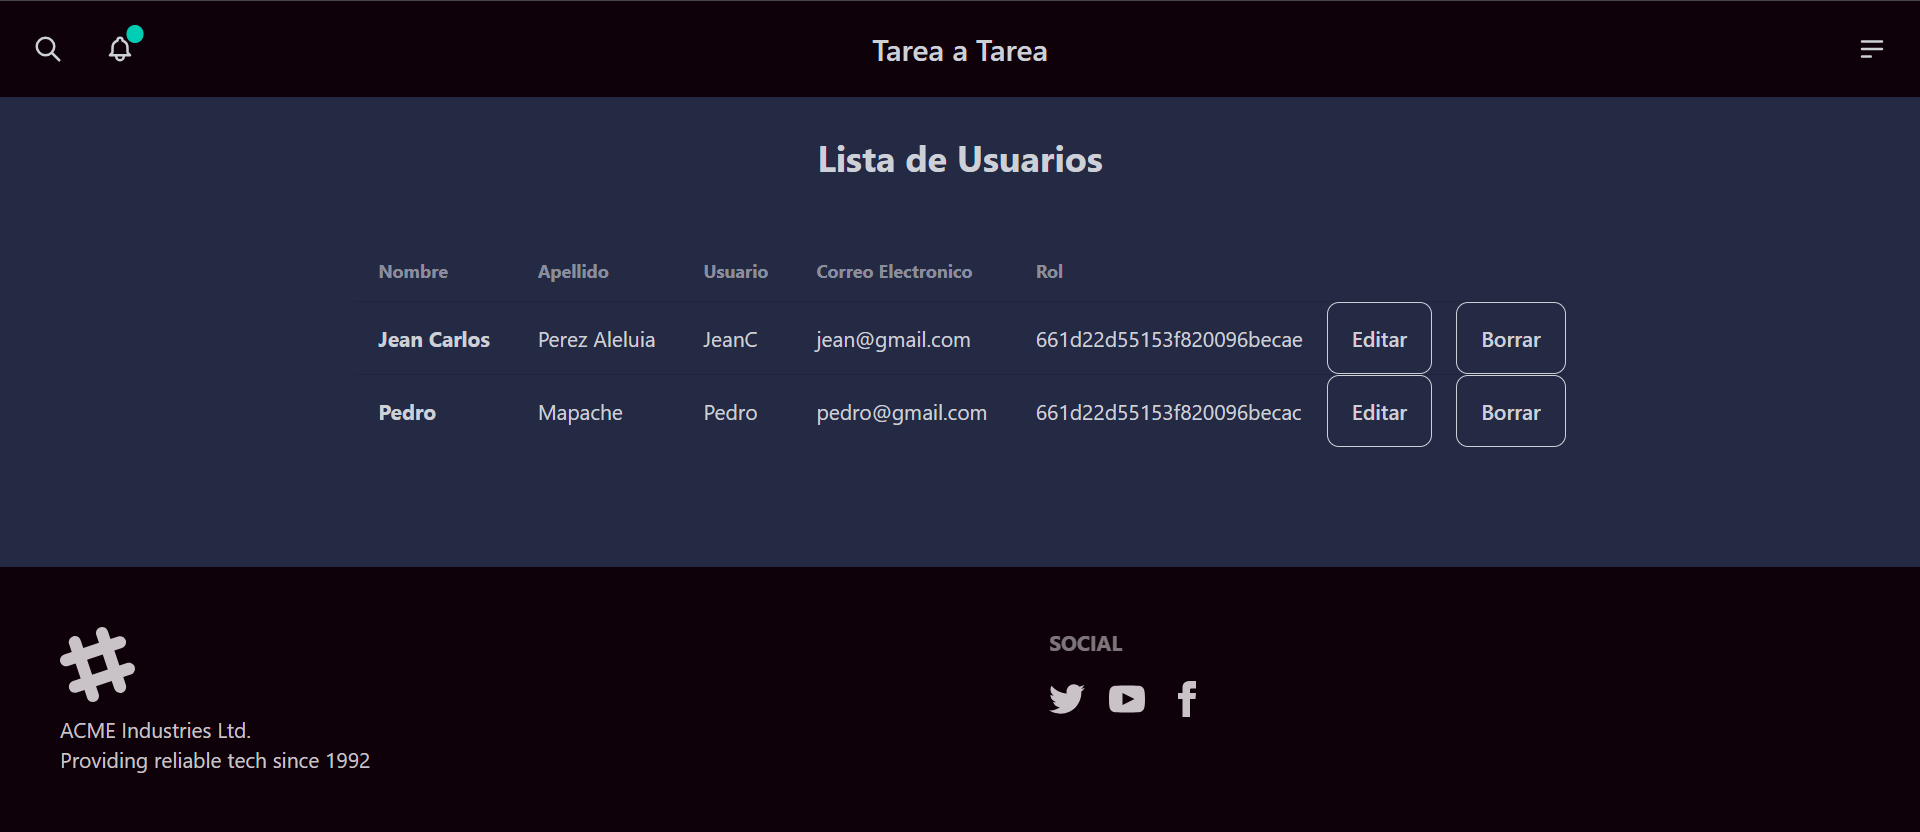 Tarea a Tarea
Lista de Usuarios
Nombre Apellido Usuario Correo Electronico Rol
Jean Carlos Perez Aleluia JeanC jean@gmail.com 661d22d55153f820096becae Editar Borrar
Pedro Mapache Pedro pedro@gmail.com 661d22d55153f820096becac Editar Borrar
SOCIAL
ACME Industries Ltd.
Providing reliable tech since 1992